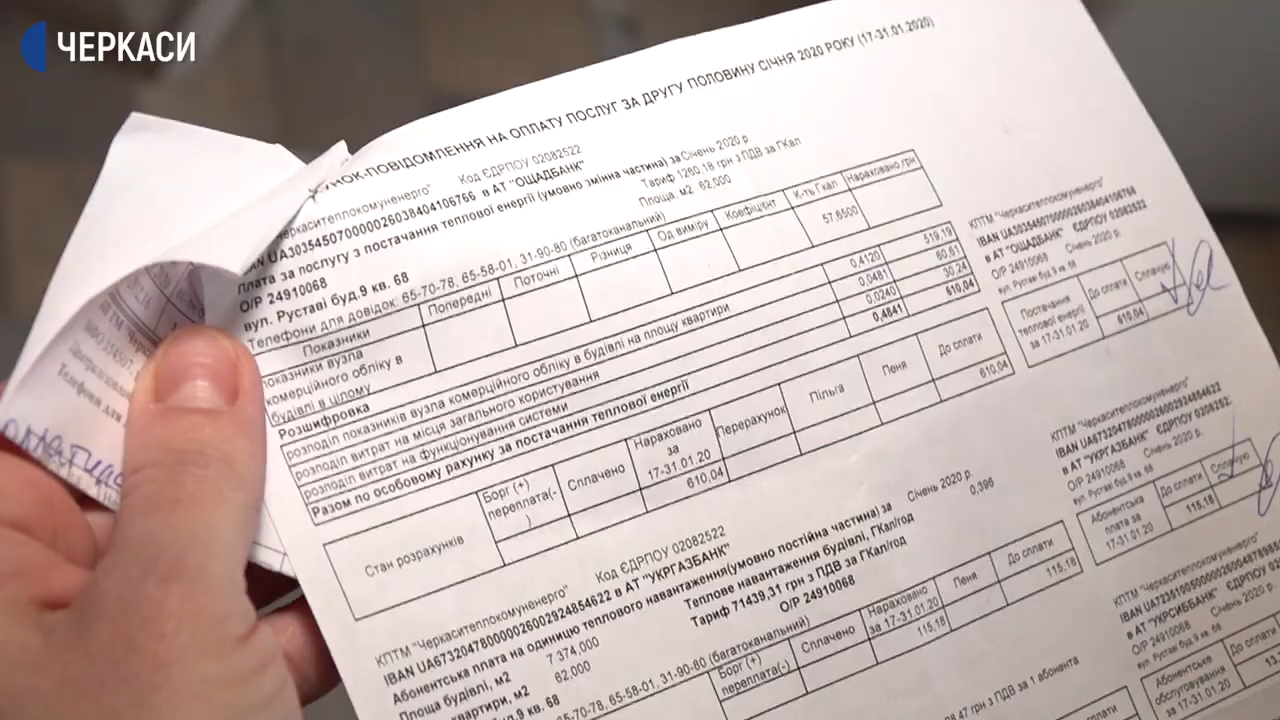 ЧЕРКАСИ
НОК-ПОВІДОМЛЕННЯ НА ОПЛАТУ ПОСЛУГ ЗА ДРУГУ ПОЛОВИНУ СІЧНЯ 2020 РОКУ (17-31.01.2020)
Черкаситеплокомуненерго" Код ЄДРПОУ 02082522
UA303545070000026038404105766 в АТ "ОЩАДБАНК"
Плата за послугу з постачання теплової енергії (умовно змінна частина) за Січень 2020 р
О/Р 24910068 Тариф 1260,18 грн з ПДВ за ГКал
вул. Руставі буд.9 кв. 68 Площа, м2 62,000
Телефони для довідок: 65-70-78, 65-58-01, 31-90-80 (багатоканальний)
Показники Попередні Поточні Різниця Од виміру Коефіцієнт К-ть Гкал Нараховано,грн
показники вузла комерційного обліку в будівлі в цілому 57,6500
Розшифровка
розподіл показників вузла комерційного обліку в будівлі на площу квартири 0,4120 519,19
розподіл витрат на місця загального користування 0,0481 60,61
розподіл витрат на функціонування системи 0,0240 30,24
Разом по особовому рахунку за постачання теплової енергії 0,4841 610,04
Стан розрахунків Борг (+) переплата(-) Сплачено Нараховано за 17-31.01.20 Перерахунок Пільга Пеня До сплати
610,04 610,04
КПТМ "Черкаситеплокомуненерго" Код ЄДРПОУ 02082522
IBAN UA673204780000026002924854622 в АТ "УКРГАЗБАНК"
Абонентська плата на одиницю теплового навантаження(умовно постійна частина) за Січень 2020 р.
Площа будівлі, м2 7 374,000 Теплове навантаження будівлі, ГКал/год 0,396
квартири, м2 62,000 Тариф 71439,31 грн з ПДВ за ГКал/год
9 кв. 68 О/Р 24910068
65-70-78, 65-58-01, 31-90-80 (багатоканальний)
Борг (+) переплата(-) Сплачено Нараховано за 17-31.01.20 Пеня До сплати
115,18 115,18
47 грн з ПДВ за 1 абонента
КПТМ "Черкаситеплокомуненерго"
IBAN UA303545070000026038404105766
в АТ "ОЩАДБАНК" ЄДРПОУ 02082522
О/Р 24910068 Січень 2020 р.
вул. Руставі буд.9 кв. 68
Постачання теплової енергії за 17-31.01.20 До сплати Сплачую
610,04
КПТМ "Черкаситеплокомуненерго"
IBAN UA673204780000026002924854622
в АТ "УКРГАЗБАНК" ЄДРПОУ 0208252
О/Р 24910068 Січень 2020 р.
вул. Руставі буд.9 кв. 68
Абонентська плата за 17-31.01.20 До сплати Сплачую
115,18
КПТМ "Черкаситеплокомуненерго"
в АТ "УКРСИББАНК"
О/Р 24910068 Січень 2020 р.
вул. Руставі буд.9 кв. 68
Абонентське обслуговування за 17-31.01.20 До сплати
Телефони для